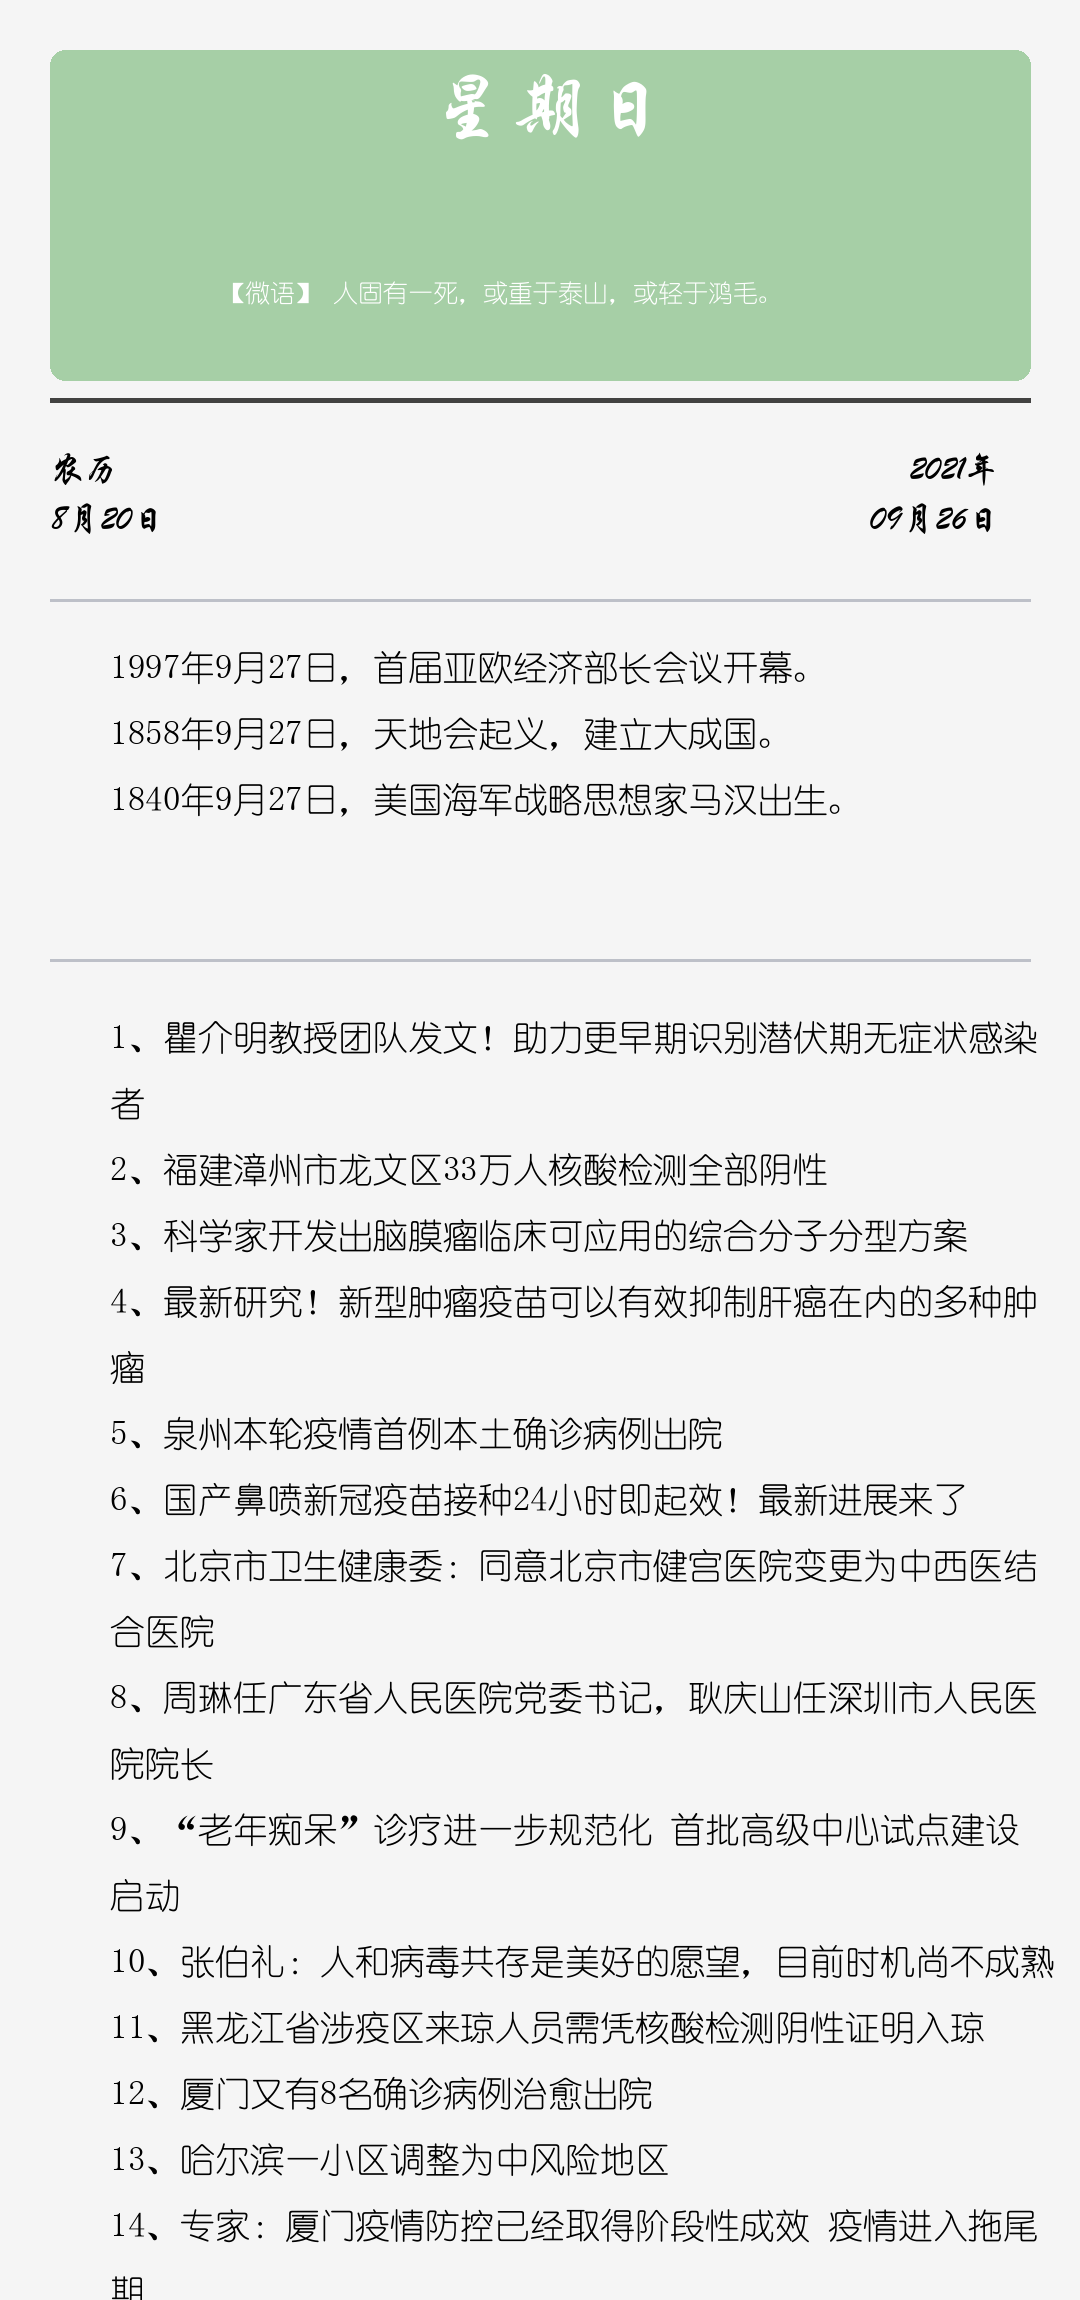 星期日
【微语】 人固有一死，或重于泰山，或轻于鸿毛。
农历
2021年
8月20日
09月26日
1997年9月27日，首届亚欧经济部长会议开幕。
1858年9月27日，天地会起义，建立大成国。
1840年9月27日，美国海军战略思想家马汉出生。
1、瞿介明教授团队发文！助力更早期识别潜伏期无症状感染
者
2、福建漳州市龙文区33万人核酸检测全部阴性
3、科学家开发出脑膜瘤临床可应用的综合分子分型方案
4、最新研究！新型肿瘤疫苗可以有效抑制肝癌在内的多种肿
瘤
5、泉州本轮疫情首例本土确诊病例出院
6、国产鼻喷新冠疫苗接种24小时即起效！最新进展来了
7、北京市卫生健康委：同意北京市健宫医院变更为中西医结
合医院
8、周琳任广东省人民医院党委书记，耿庆山任深圳市人民医
院院长
9、“老年痴呆”诊疗进一步规范化 首批高级中心试点建设
启动
10、张伯礼：人和病毒共存是美好的愿望，目前时机尚不成熟
11、黑龙江省涉疫区来琼人员需凭核酸检测阴性证明入琼
12、厦门又有8名确诊病例治愈出院
13、哈尔滨一小区调整为中风险地区
14、专家：厦门疫情防控已经取得阶段性成效 疫情进入拖尾
期